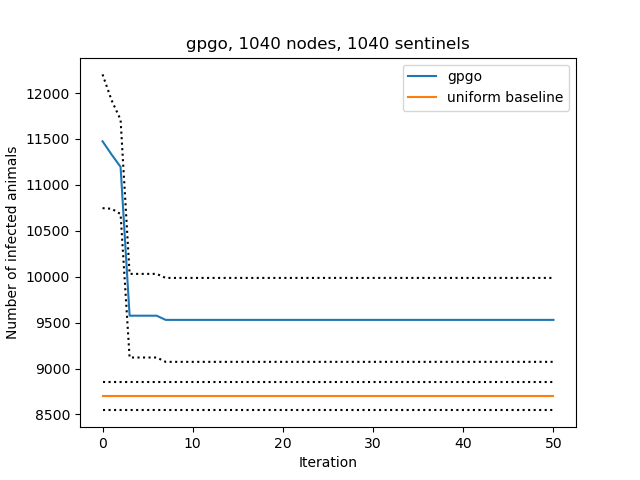 gpgo, 1040 nodes, 1040 sentinels
gpgo
uniform baseline
Number of infected animals
12000
11500
11000
10500
10000
9500
9000
8500
0 10 20 30 40 50
Iteration